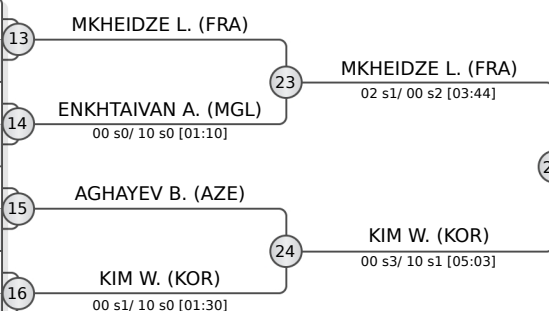 MKHEIDZE L. (FRA)
13
MKHEIDZE L. (FRA)
23
02 s1/ 00 s2 [03:44]
ENKHTAIVAN A. (MGL)
14
00 s0/ 10 s0 [01:10]
AGHAYEV B. (AZE)
15
KIM W. (KOR)
24
00 s3/ 10 s1 [05:03]
KIM W. (KOR)
16
00 s1/ 10 s0 [01:30]